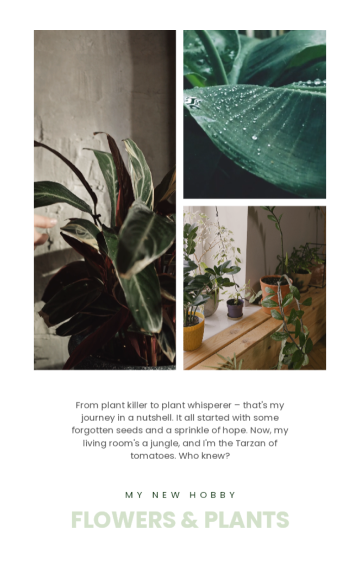 From plant killer to plant whisperer – that's my
journey in a nutshell. It all started with some
forgotten seeds and a sprinkle of hope. Now, my
living room's a jungle, and I'm the Tarzan of
tomatoes. Who knew?
MY NEW HOBBY
FLOWERS & PLANTS